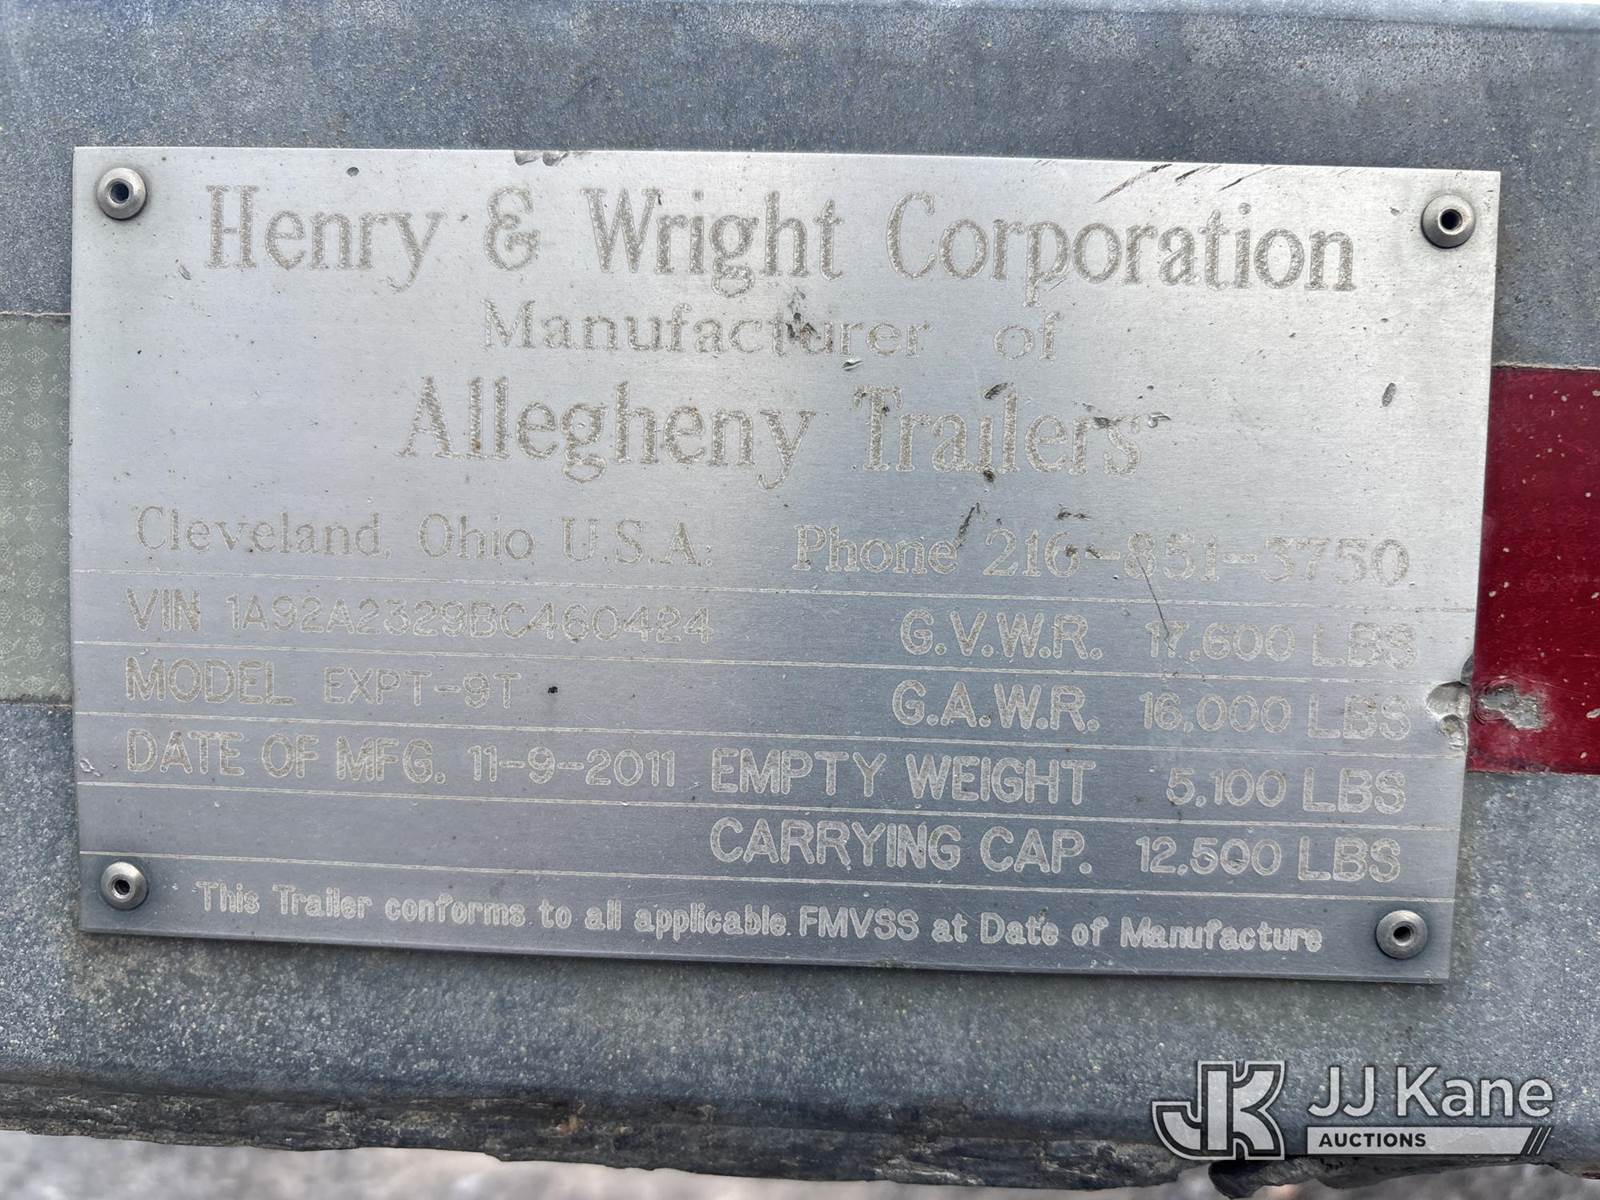 Henry & Wright Corporation
Manufacturer of
Allegheny Trailers
Cleveland, Ohio U.S.A. Phone 216-851-3750
VIN 1A92A2329BC460424 G.V.W.R. 17,600 LBS
MODEL EXPT-9T G.A.W.R. 16,000 LBS
DATE OF MFG. 11-9-2011 EMPTY WEIGHT 5,100 LBS
CARRYING CAP. 12,500 LBS
This Trailer conforms to all applicable FMVSS at Date of Manufacture
JK JJ Kane
AUCTIONS